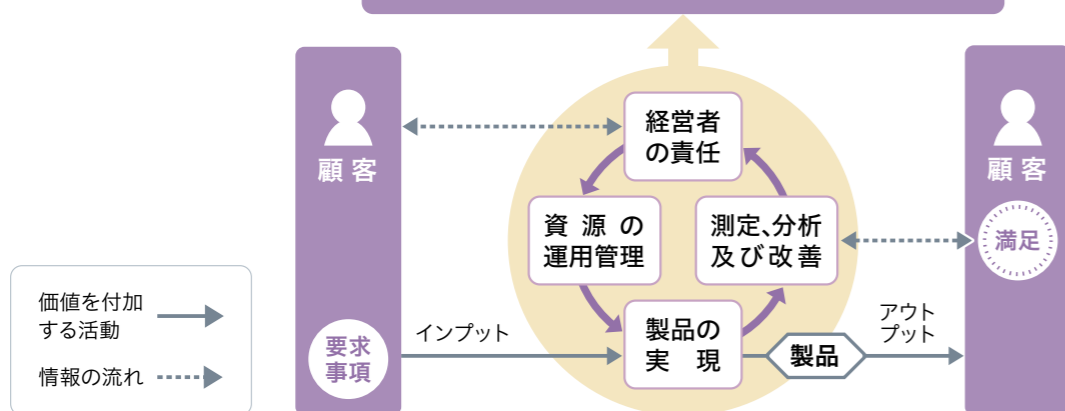 顧客
経営者
の責任
顧客
資源の
運用管理
測定、分析
及び改善
満足
価値を付加
する活動
情報の流れ
要求
事項
インプット
製品の
実現
製品
アウト
プット